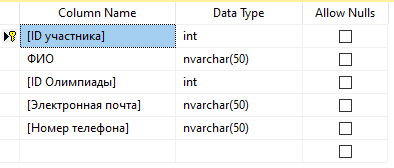 Column Name Data Type Allow Nulls
[ID участника] int
ФИО nvarchar(50)
[ID Олимпиады] int
[Электронная почта] nvarchar(50)
[Номер телефона] nvarchar(50)